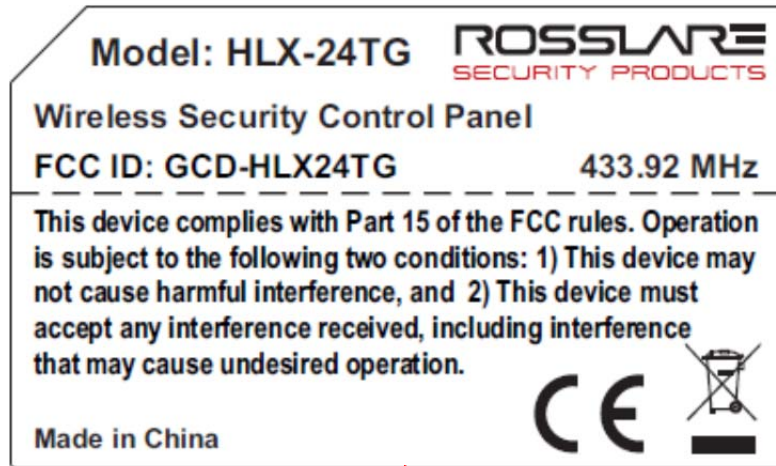 Model: HLX-24TG
ROSSLARE
SECURITY PRODUCTS
Wireless Security Control Panel
FCC ID: GCD-HLX24TG 433.92 MHz
This device complies with Part 15 of the FCC rules. Operation
is subject to the following two conditions: 1) This device may
not cause harmful interference, and 2) This device must
accept any interference received, including interference
that may cause undesired operation.
CE
Made in China